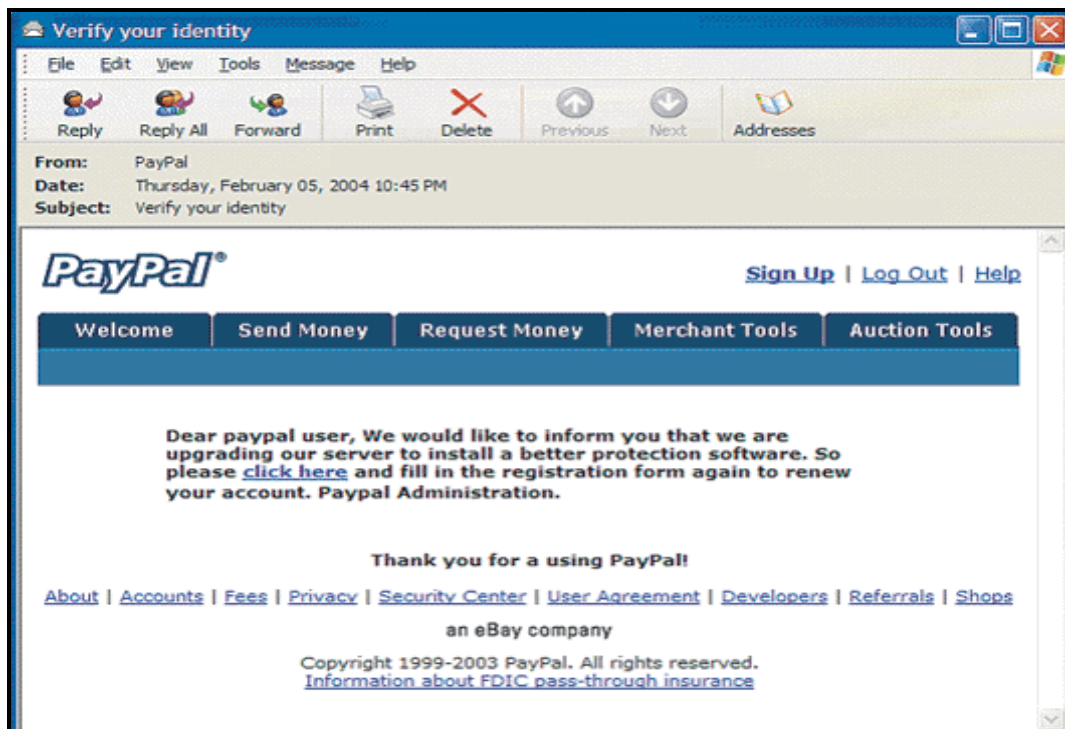 Verify your identity
File Edit View Tools Message Help
Reply Reply All Forward Print Delete Previous Next Addresses
From: PayPal
Date: Thursday, February 05, 2004 10:45 PM
Subject: Verify your identity
PayPal®
Sign Up | Log Out | Help
Welcome Send Money Request Money Merchant Tools Auction Tools
Dear paypal user, We would like to inform you that we are
upgrading our server to install a better protection software. So
please click here and fill in the registration form again to renew
your account. Paypal Administration.
Thank you for a using PayPal!
About | Accounts | Fees | Privacy | Security Center | User Agreement | Developers | Referrals | Shops
an eBay company
Copyright 1999-2003 PayPal. All rights reserved.
Information about FDIC pass-through insurance